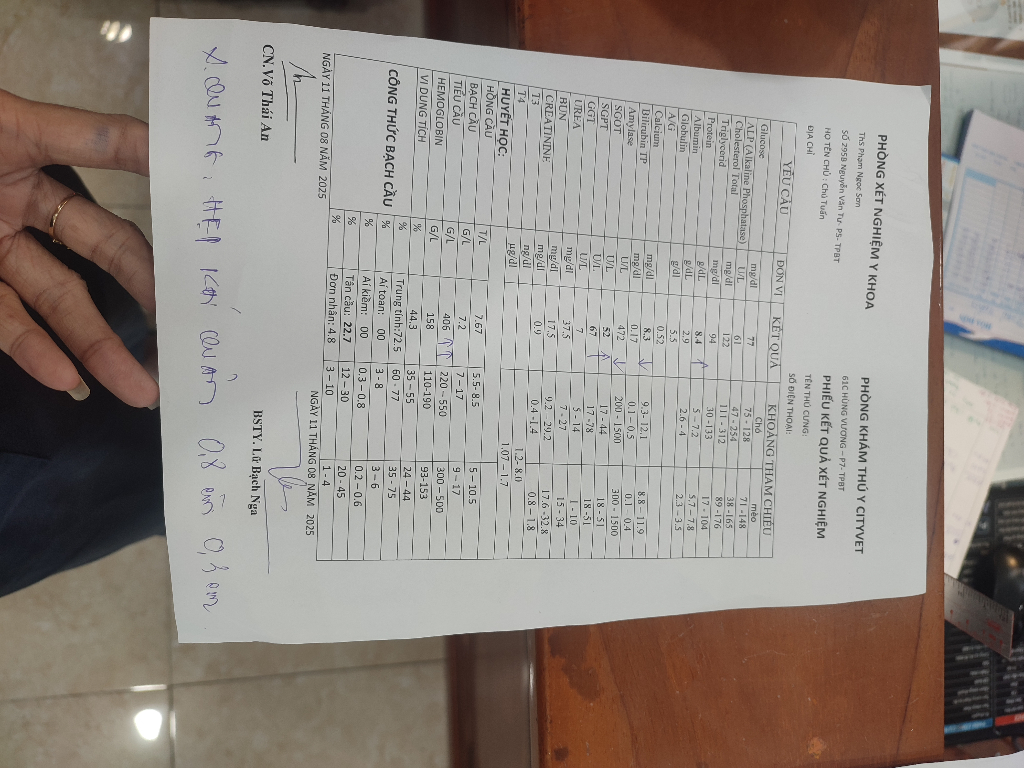 PHÒNG XÉT NGHIỆM Y KHOA
ThS Phạm Ngọc Sơn
SỐ 295B Nguyễn Văn Tự - P5- TPBT
HỌ TÊN CHỦ : Chú Tuấn
ĐỊA CHỈ
PHÒNG KHÁM THÚ Y CITYVET
61C HÙNG VƯƠNG – P7- TPBT
PHIẾU KẾT QUẢ XÉT NGHIỆM
TÊN THÚ CƯNG:
SỐ ĐIỆN THOẠI:
YÊU CẦU ĐƠN VỊ KẾT QUẢ KHOẢNG THAM CHIẾU
Chó mèo
Glucose mg/dl 77 75 - 128 71 -148
ALP( Alkaline Phosphatase) U/L 61 47 - 254 38 - 165
Cholesterol Total mg/dl 122 111 - 312 89 -176
Triglycerid mg/dl 94 30 -133 17 - 104
Protein g/dL 8.4 ↑ 5 – 7.2 5.7 – 7.8
Albumin g/dL 2.9 2.6 - 4 2.3 – 3.5
Globulin g/dl 5.5
A/G 0.52
Calcium mg/dl 8.3 ↓ 9.3- 12.1 8.8 – 11.9
Bilirubin TP mg/dl 0.17 0.1 – 0.5 0.1 – 0.4
Amylase U/L 472 ↓ 200 - 1500 300 - 1500
SGOT U/L 52 ↑ 17 - 44 18 - 51
SGPT U/L 67 17 -78 18 -51
GGT U/L 7 5 - 14 1 - 10
UREA mg/dl 37.5
BUN mg/dl 17.5 7 - 27 15 - 34
CREATININE mg/dl 0.9 9.2 - 29.2 17.6 -32.8
T3 ng/dl 0.4 -1.4 0.8 – 1.8
T4 µg/dl 1.2- 8.0
1.07 – 1.7
HUYẾT HỌC:
HỒNG CẦU T/L 7.67 5.5-8.5 5 – 10.5
BẠCH CẦU G/L 7.2 7 – 17 9 – 17
TIỂU CẦU G/L 406 ↑↑ 220 – 550 300 – 500
HEMOGLOBIN G/L 158 110-190 93-153
VI DUNG TÍCH % 44.3 35 – 55 24 – 44
CÔNG THỨC BẠCH CẦU
% Trung tính:72.5 60 - 77 35 -75
% Ái toan: 00 3 - 8 3 – 6
% Ái kiềm: 00 0.3 – 0.8 0.2 – 0.6
% Tân cầu: 22.7 12 – 30 20 - 45
% Đơn nhân: 4.8 3 – 10 1 - 4
NGÀY 11 THÁNG 08 NĂM 2025
NGÀY 11 THÁNG 08 NĂM 2025
CN. Võ Thái An
BSTY. Lữ Bạch Nga
X. quang: HẸP KHÍ QUẢN 0,8 cm